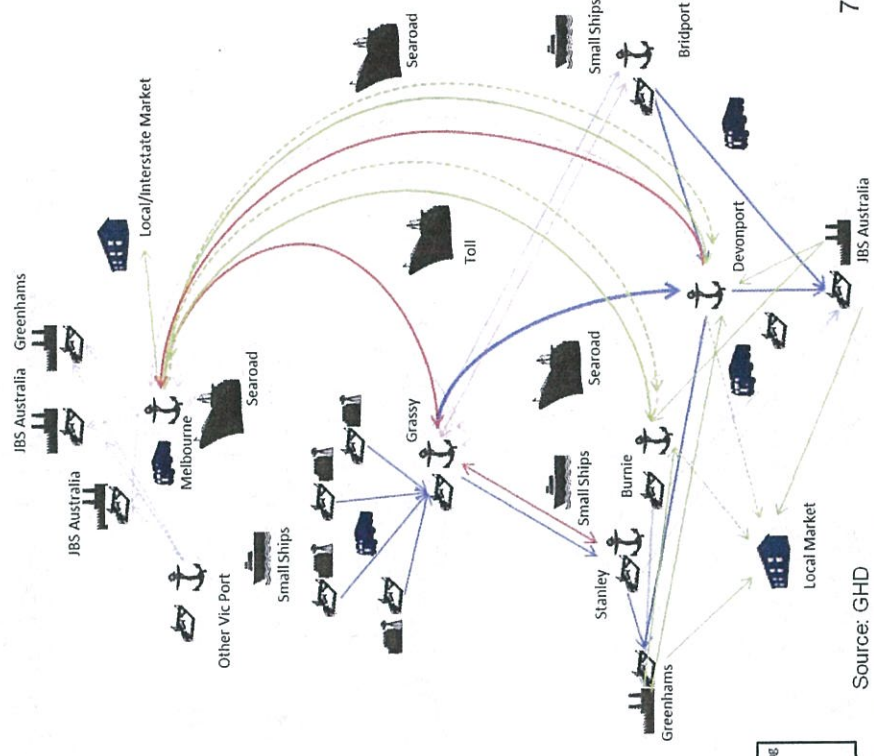 Searoad
Small Ships
Bridport
7
Local/Interstate Market
JBS Australia
Greenhams
JBS Australia
Melbourne
Searoad
Toll
Other Vic Port
Small Ships
Grassy
Searoad
Devonport
JBS Australia
Small Ships
Burnie
Stanley
Local Market
Greenhams
Source: GHD